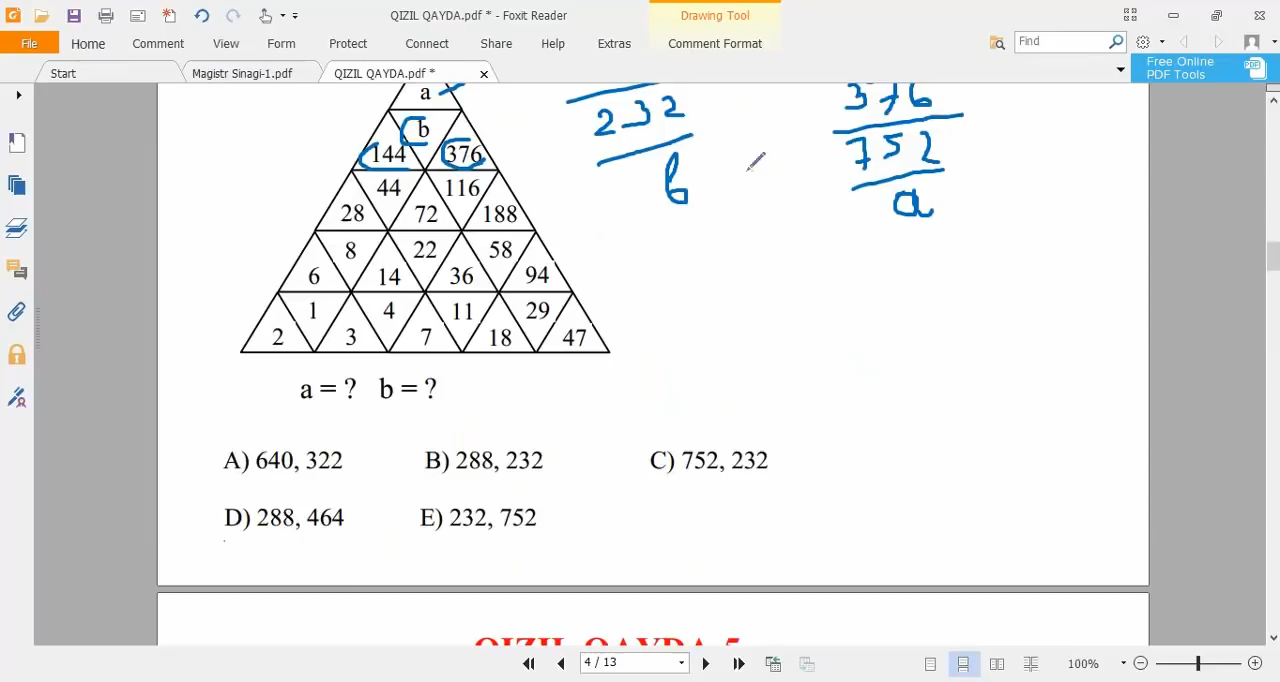 QIZIL QAYDA.pdf * - Foxit Reader
Drawing Tool
File Home Comment View Form Protect Connect Share Help Extras Comment Format
Find
Start Magistr Sinagi-1.pdf QIZIL QAYDA.pdf *
Free Online
PDF Tools
a
376
232
b
752
144 376
b
a
44 116
28 72 188
8 22 58
6 14 36 94
1 4 11 29
2 3 7 18 47
a = ? b = ?
A) 640, 322 B) 288, 232 C) 752, 232
D) 288, 464 E) 232, 752
QIZIL QAYDA 5
4 / 13
100%